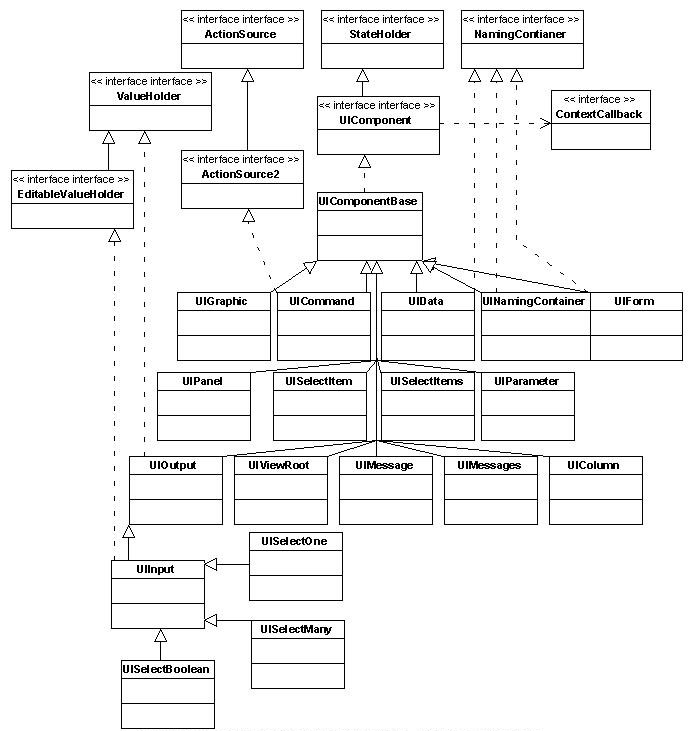 << interface interface >>
ActionSource
<< interface interface >>
StateHolder
<< interface interface >>
NamingContianer
<< interface interface >>
ValueHolder
<< interface interface >>
UIComponent
<< interface >>
ContextCallback
<< interface interface >>
EditableValueHolder
<< interface interface >>
ActionSource2
UIComponentBase
UIGraphic
UICommand
UIData
UINamingContainer
UIForm
UIPanel
UISelectItem
UISelectItems
UIParameter
UIOutput
UIViewRoot
UIMessage
UIMessages
UIColumn
UIInput
UISelectOne
UISelectMany
UISelectBoolean